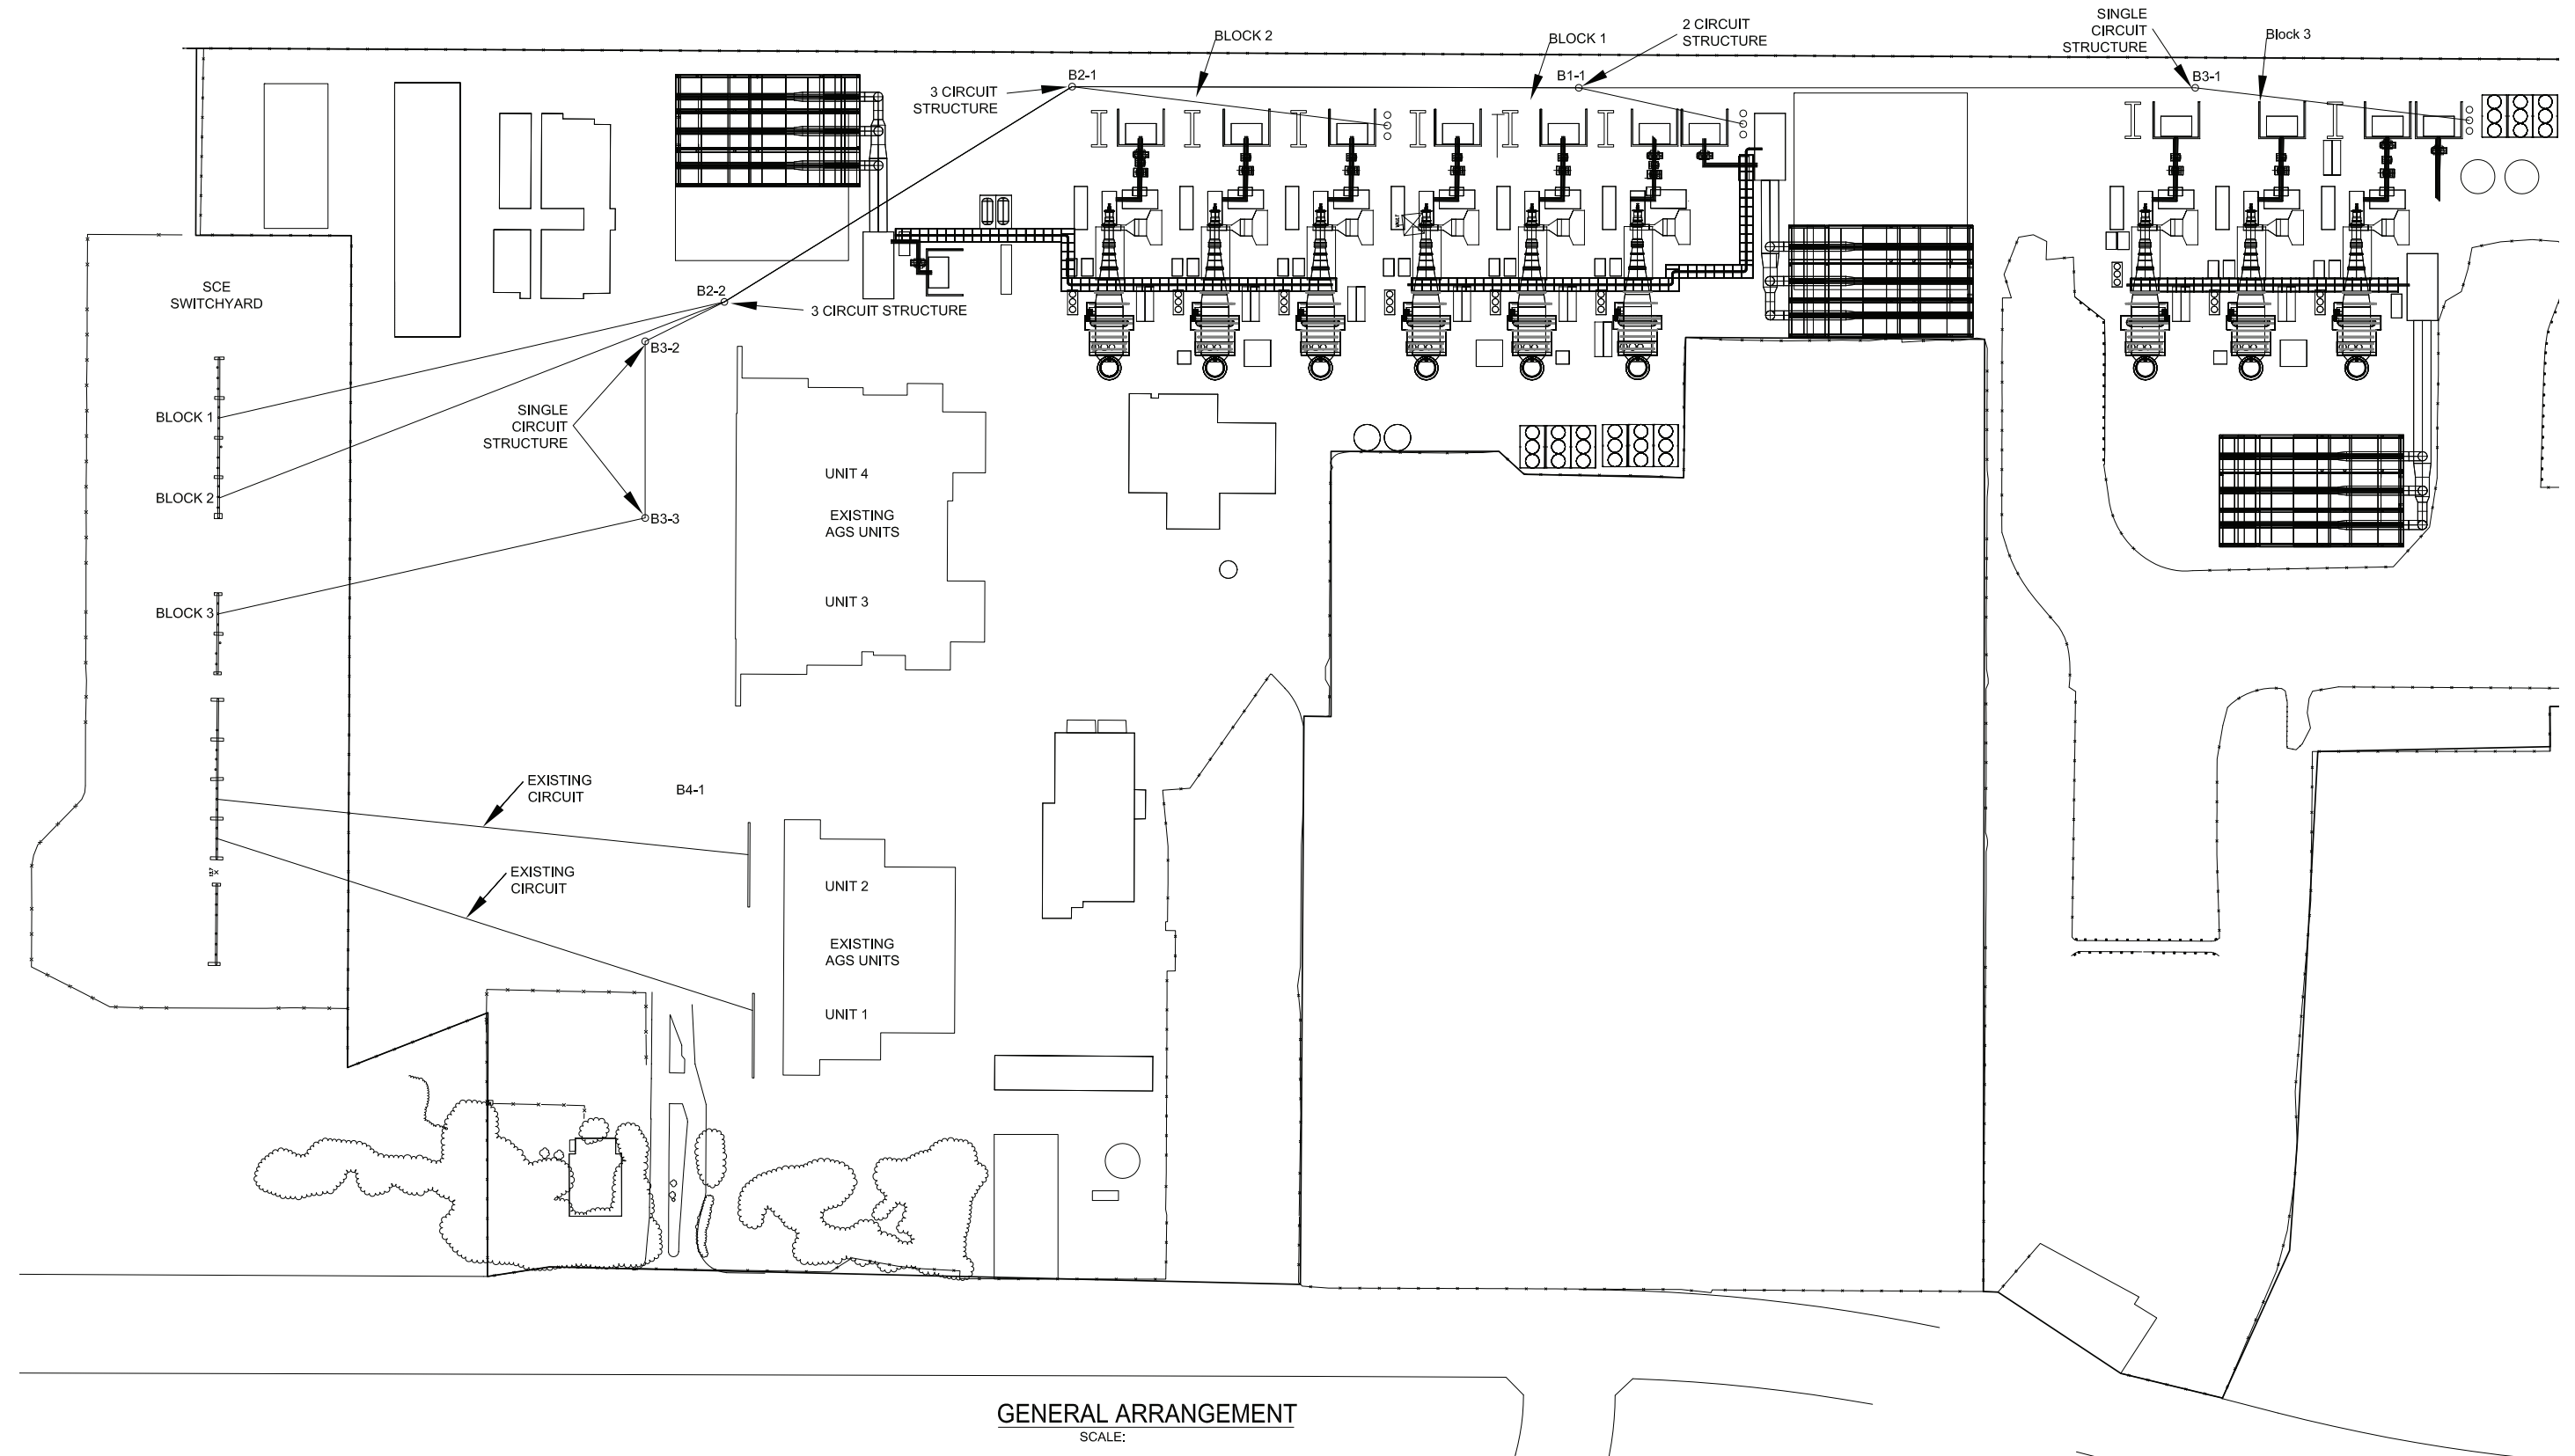 SINGLE
CIRCUIT
STRUCTURE
Block 3
2 CIRCUIT
STRUCTURE
BLOCK 2
BLOCK 1
B2-1
B1-1
B3-1
3 CIRCUIT
STRUCTURE
SCE
SWITCHYARD
B2-2
3 CIRCUIT STRUCTURE
B3-2
BLOCK 1
SINGLE
CIRCUIT
STRUCTURE
BLOCK 2
B3-3
UNIT 4
EXISTING
AGS UNITS
UNIT 3
BLOCK 3
EXISTING
CIRCUIT
B4-1
EXISTING
CIRCUIT
UNIT 2
EXISTING
AGS UNITS
UNIT 1
GENERAL ARRANGEMENT
SCALE: